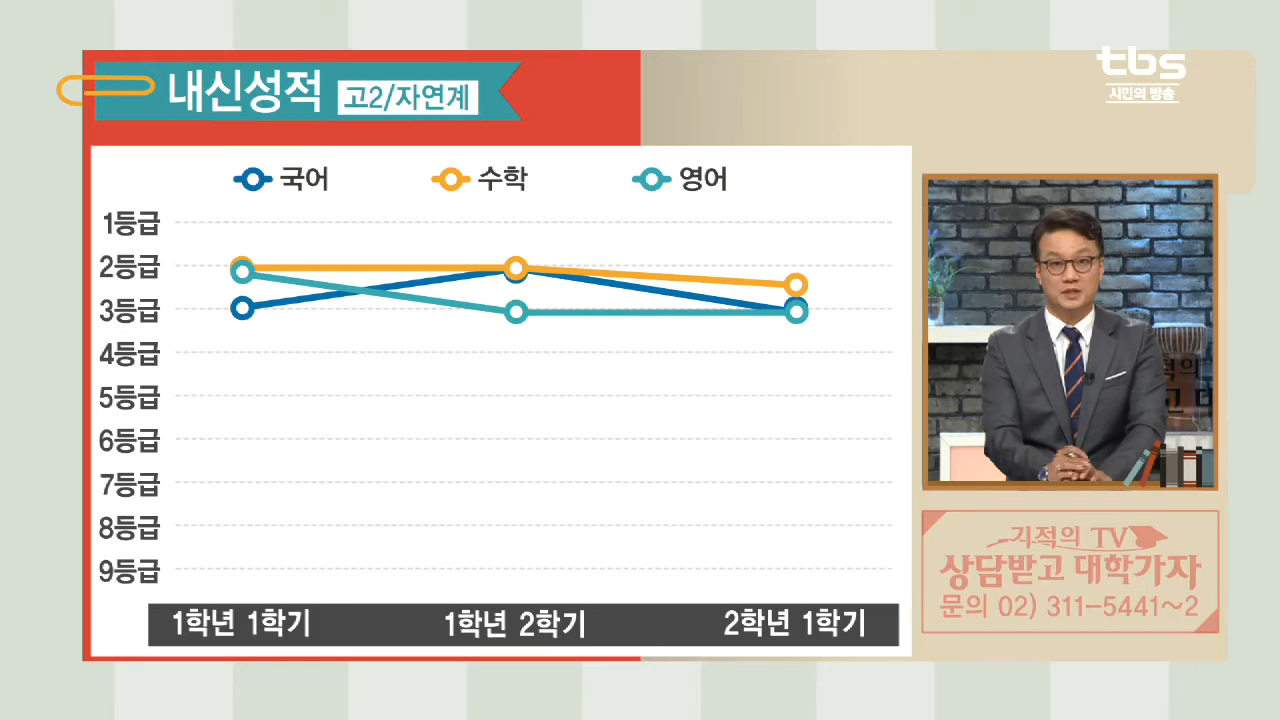 내신성적 고2/자연계
tbs
시민의 방송
국어 수학 영어
1등급
2등급
3등급
4등급
5등급
6등급
7등급
8등급
9등급
1학년 1학기 1학년 2학기 2학년 1학기
기적의 TV
상담받고 대학가자
문의 02) 311-5441~2